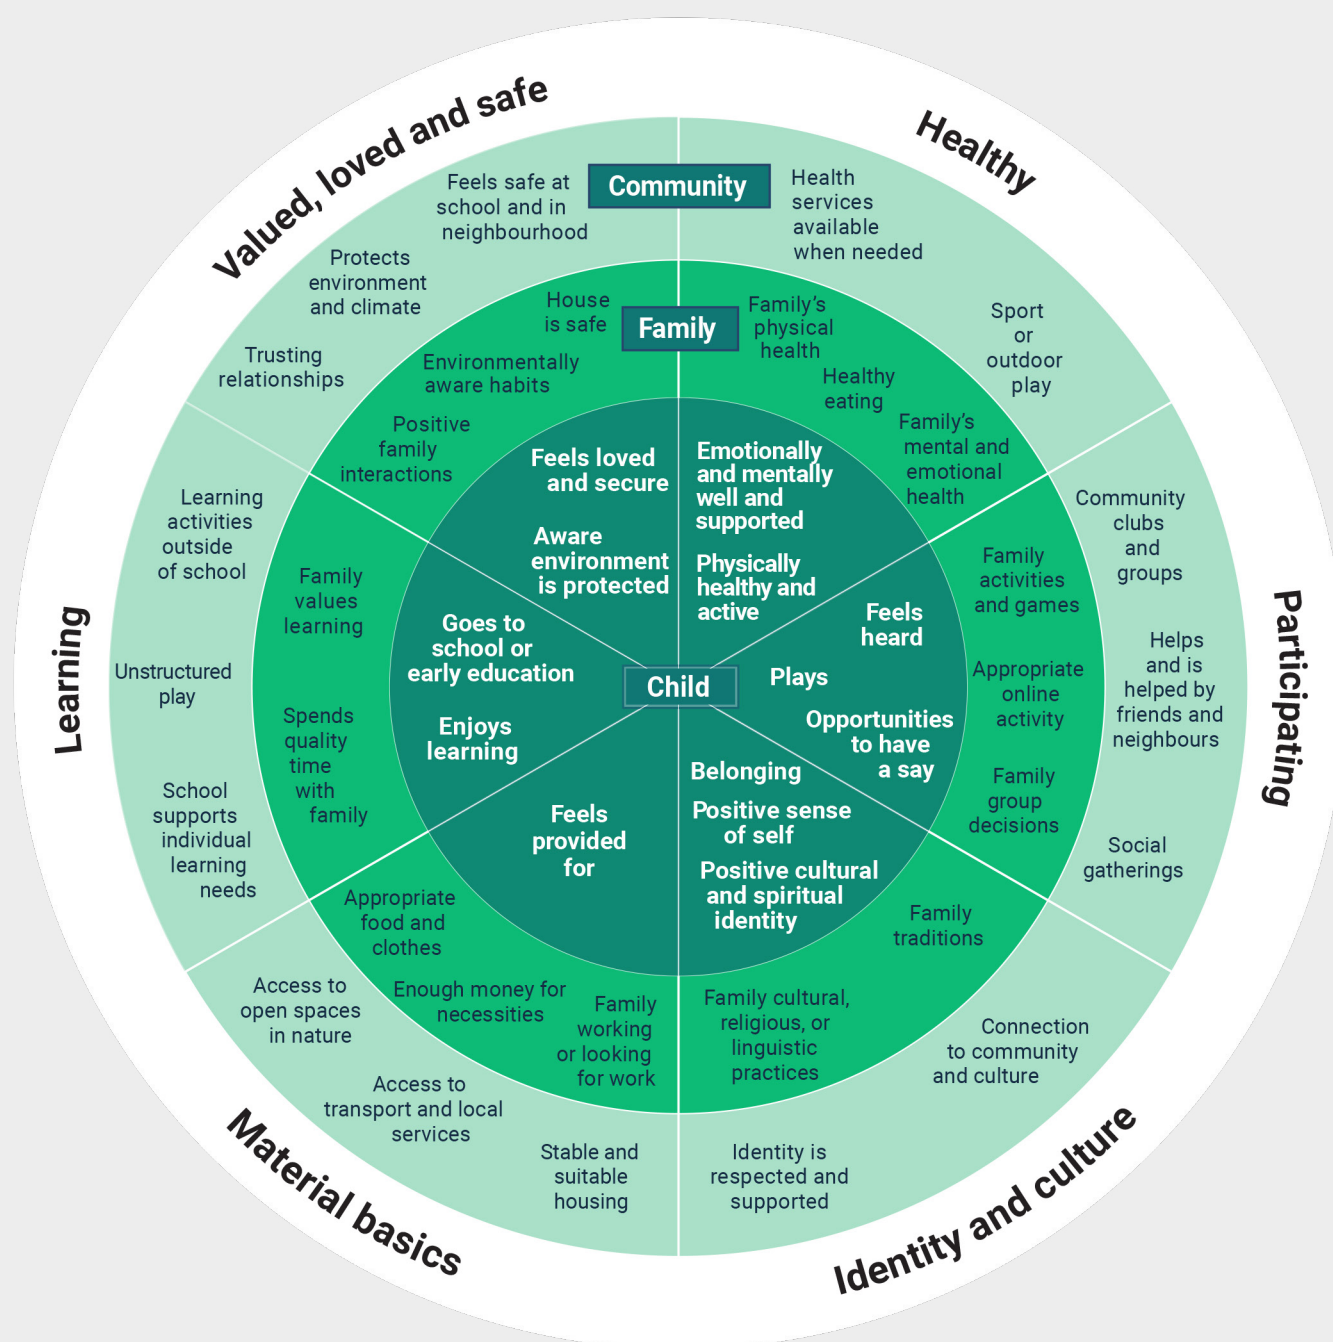 Valued, loved and safe
Healthy
Participating
Identity and culture
Material basics
Learning
Community
Feels safe at
school and in
neighbourhood
Protects
environment
and climate
Trusting
relationships
Health
services
available
when needed
Sport
or
outdoor
play
Community
clubs
and
groups
Helps
and is
helped by
friends and
neighbours
Social
gatherings
Connection
to community
and culture
Identity is
respected and
supported
Stable and
suitable
housing
Access to
transport and local
services
Access to
open spaces
in nature
School
supports
individual
learning
needs
Unstructured
play
Learning
activities
outside
of school
Family
House
is safe
Environmentally
aware habits
Positive
family
interactions
Family's
physical
health
Healthy
eating
Family's
mental and
emotional
health
Family
activities
and games
Appropriate
online
activity
Family
group
decisions
Family
traditions
Family cultural,
religious, or
linguistic
practices
Family
working
or looking
for work
Enough money for
necessities
Appropriate
food and
clothes
Spends
quality
time
with
family
Family
values
learning
Child
Feels loved
and secure
Aware
environment
is protected
Emotionally
and mentally
well and
supported
Physically
healthy and
active
Feels
heard
Plays
Opportunities
to have
a say
Belonging
Positive sense
of self
Positive cultural
and spiritual
identity
Feels
provided
for
Enjoys
learning
Goes to
school or
early education